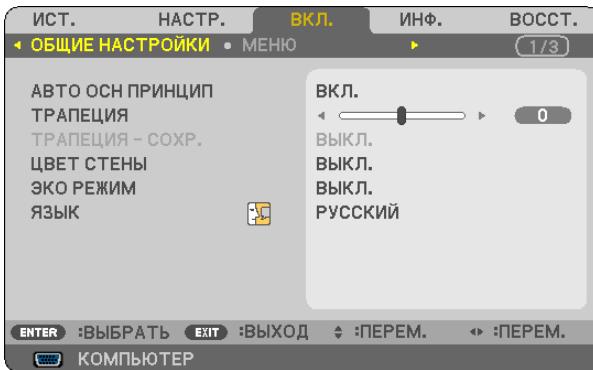 ИСТ. НАСТР. ВКЛ. ИНФ. ВОССТ.
ОБЩИЕ НАСТРОЙКИ • МЕНЮ 1/3
АВТО ОСН ПРИНЦИП ВКЛ.
ТРАПЕЦИЯ 0
ТРАПЕЦИЯ - СОХР. ВЫКЛ.
ЦВЕТ СТЕНЫ ВЫКЛ.
ЭКО РЕЖИМ ВЫКЛ.
ЯЗЫК РУССКИЙ
ENTER :ВЫБРАТЬ EXIT :ВЫХОД :ПЕРЕМ. :ПЕРЕМ.
КОМПЬЮТЕР